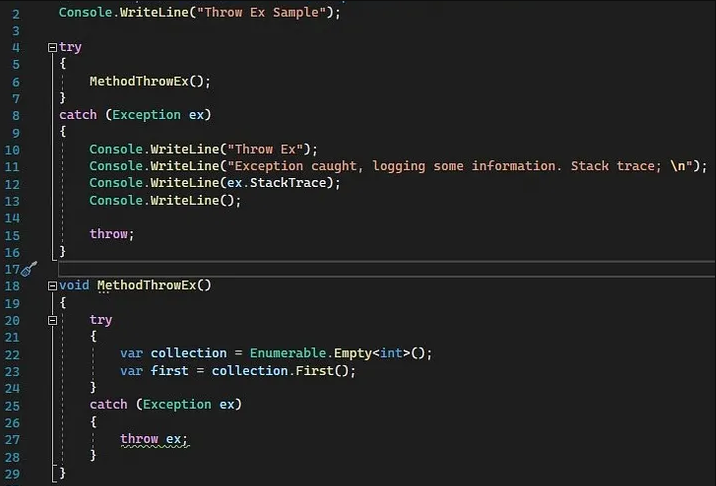 2 Console.WriteLine("Throw Ex Sample");
3
4 try
5 {
6 MethodThrowEx();
7 }
8 catch (Exception ex)
9 {
10 Console.WriteLine("Throw Ex");
11 Console.WriteLine("Exception caught, logging some information. Stack trace; \n");
12 Console.WriteLine(ex.StackTrace);
13 Console.WriteLine();
14
15 throw;
16 }
17
18 void MethodThrowEx()
19 {
20 try
21 {
22 var collection = Enumerable.Empty<int>();
23 var first = collection.First();
24 }
25 catch (Exception ex)
26 {
27 throw ex;
28 }
29 }